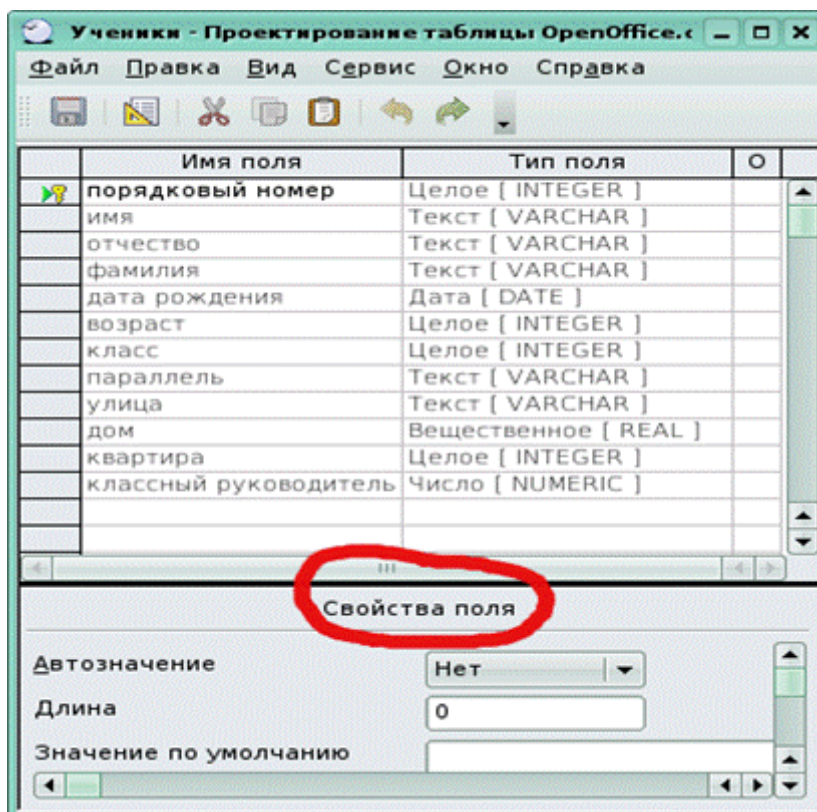 Ученики - Проектирование таблицы OpenOffice.c
Файл Правка Вид Сервис Окно Справка
Имя поля Тип поля О
порядковый номер Целое [ INTEGER ]
имя Текст [ VARCHAR ]
отчество Текст [ VARCHAR ]
фамилия Текст [ VARCHAR ]
дата рождения Дата [ DATE ]
возраст Целое [ INTEGER ]
класс Целое [ INTEGER ]
параллель Текст [ VARCHAR ]
улица Текст [ VARCHAR ]
дом Вещественное [ REAL ]
квартира Целое [ INTEGER ]
классный руководитель Число [ NUMERIC ]
Свойства поля
Автозначение Нет
Длина 0
Значение по умолчанию